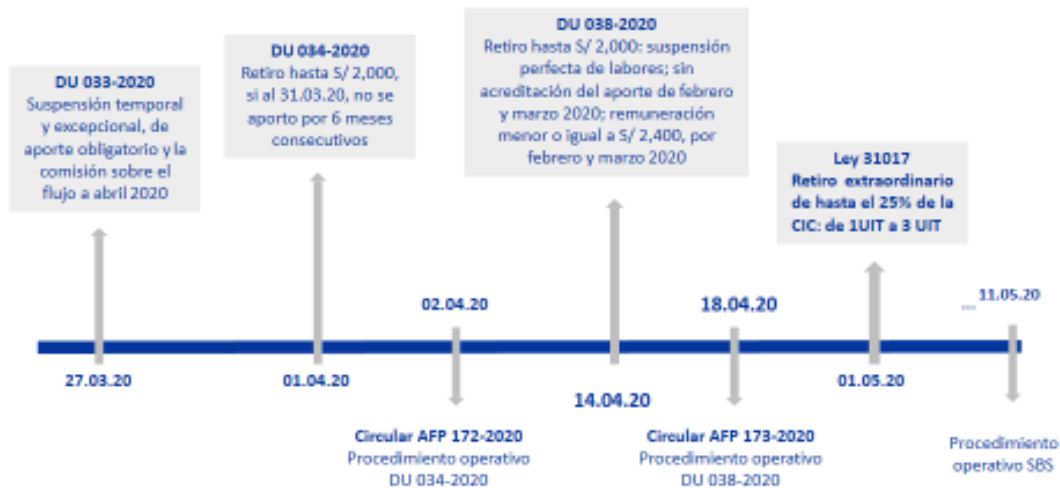 DU 033-2020
Suspensión temporal
y excepcional, de
aporte obligatorio y la
comisión sobre el
flujo a abril 2020
DU 034-2020
Retiro hasta S/ 2,000,
si al 31.03.20, no se
aporto por 6 meses
consecutivos
DU 038-2020
Retiro hasta S/ 2,000: suspensión
perfecta de labores; sin
acreditación del aporte de febrero
y marzo 2020; remuneración
menor o igual a S/ 2,400, por
febrero y marzo 2020
Ley 31017
Retiro extraordinario
de hasta el 25% de la
CIC: de 1UIT a 3 UIT
02.04.20
18.04.20
... 11.05.20
27.03.20
01.04.20
14.04.20
01.05.20
Circular AFP 172-2020
Procedimiento operativo
DU 034-2020
Circular AFP 173-2020
Procedimiento operativo
DU 038-2020
Procedimiento
operativo SBS